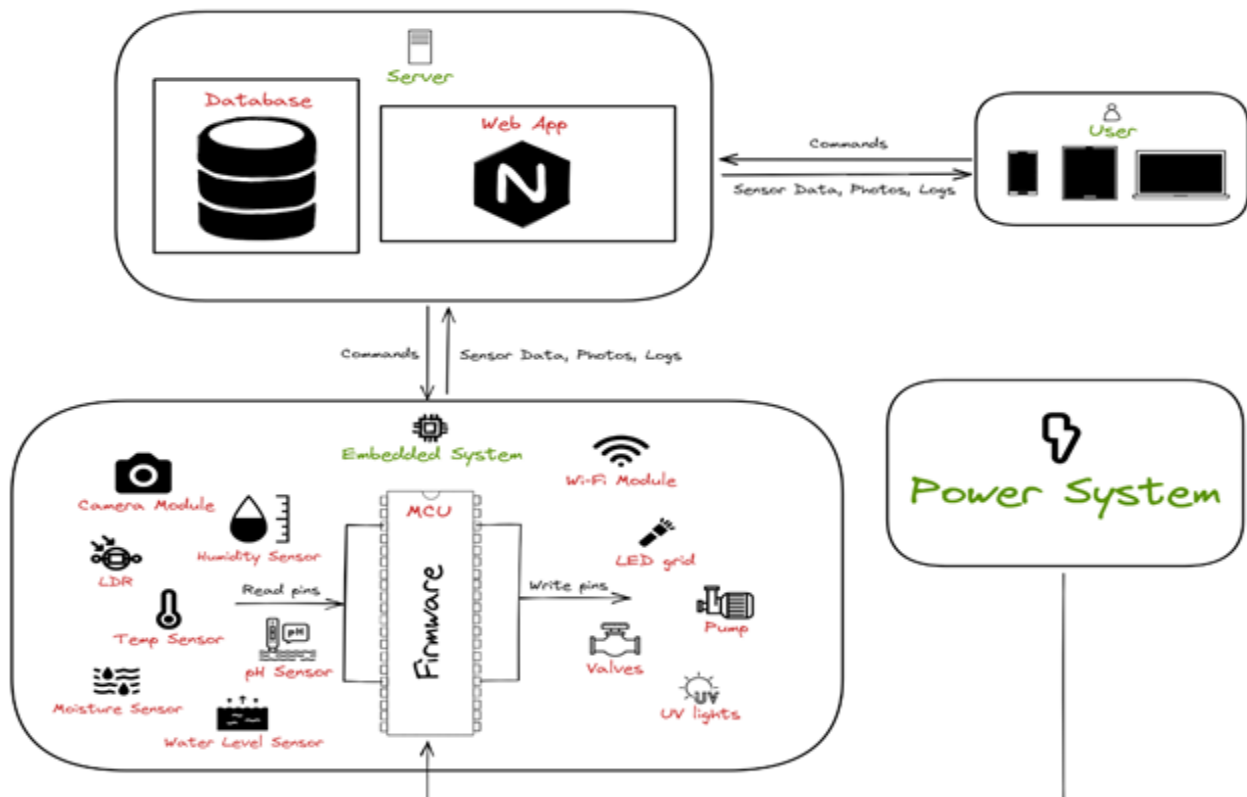 Server
Database
Web App
N
User
Commands
Sensor Data, Photos, Logs
Commands
Sensor Data, Photos, Logs
Embedded System
Camera Module
Humidity Sensor
LDR
Temp Sensor
pH
pH Sensor
Moisture Sensor
Water Level Sensor
Read pins
MCU
Firmware
Write pins
Wi-Fi Module
LED grid
Pump
Valves
UV
UV lights
Power System